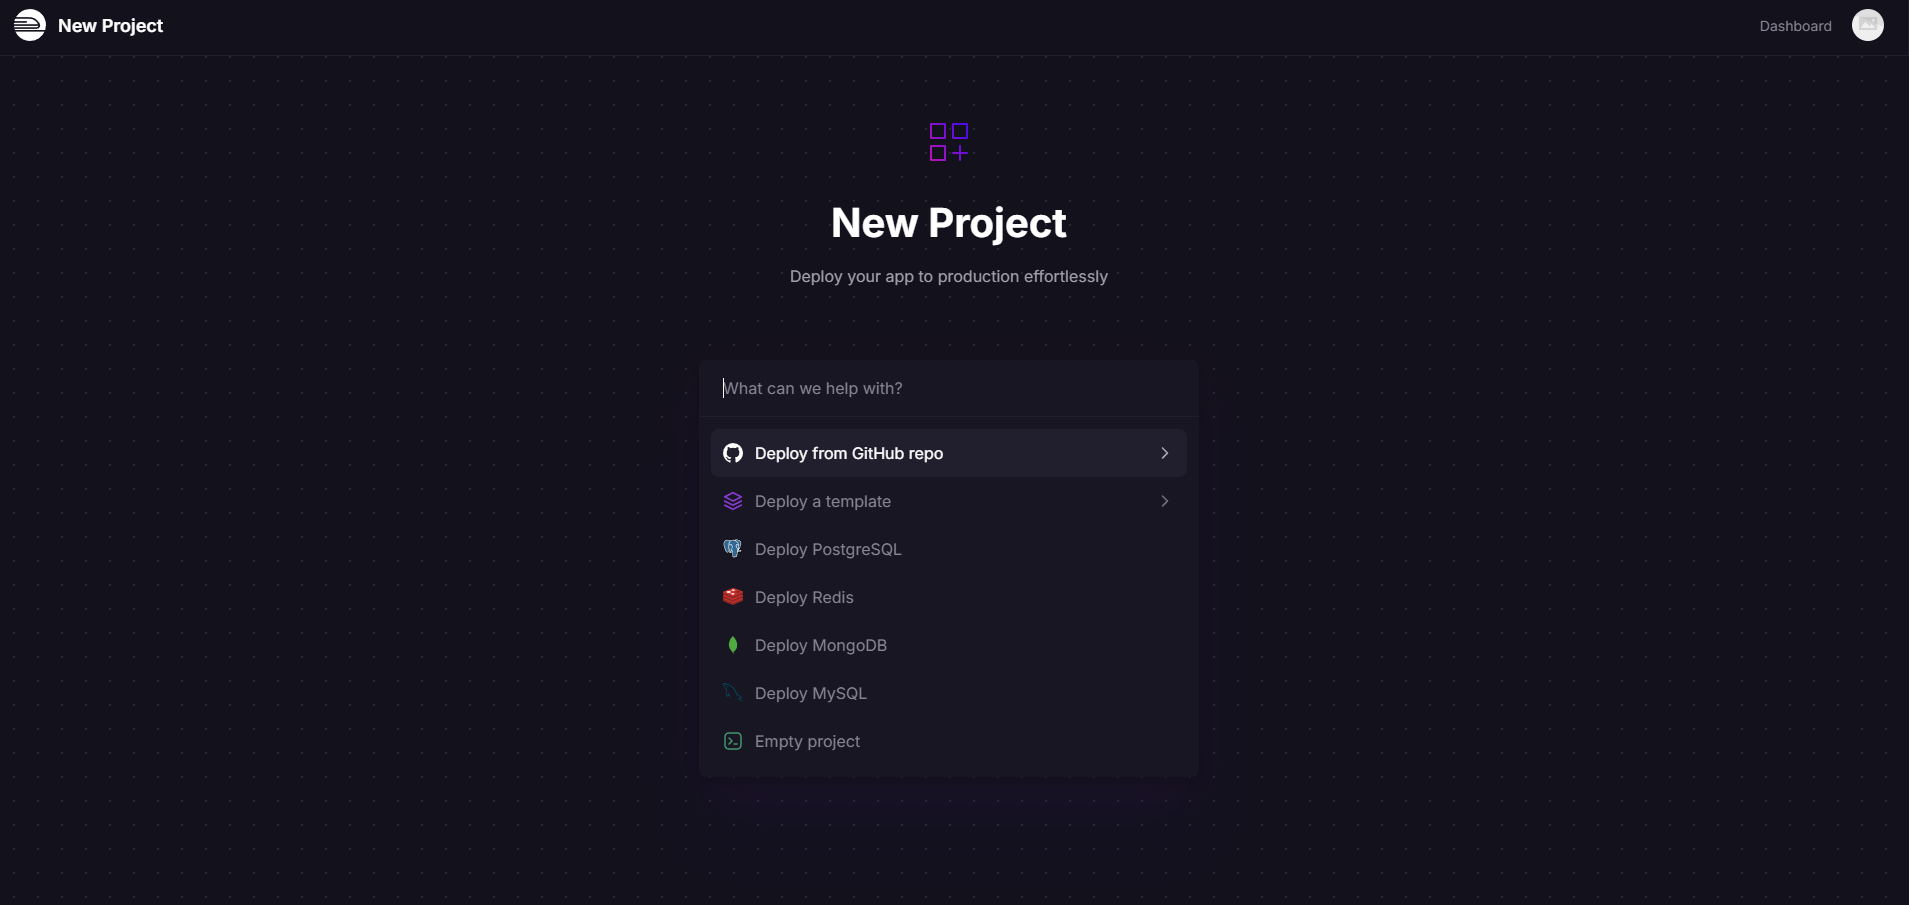 New Project
Dashboard
New Project
Deploy your app to production effortlessly
What can we help with?
Deploy from GitHub repo
Deploy a template
Deploy PostgreSQL
Deploy Redis
Deploy MongoDB
Deploy MySQL
Empty project